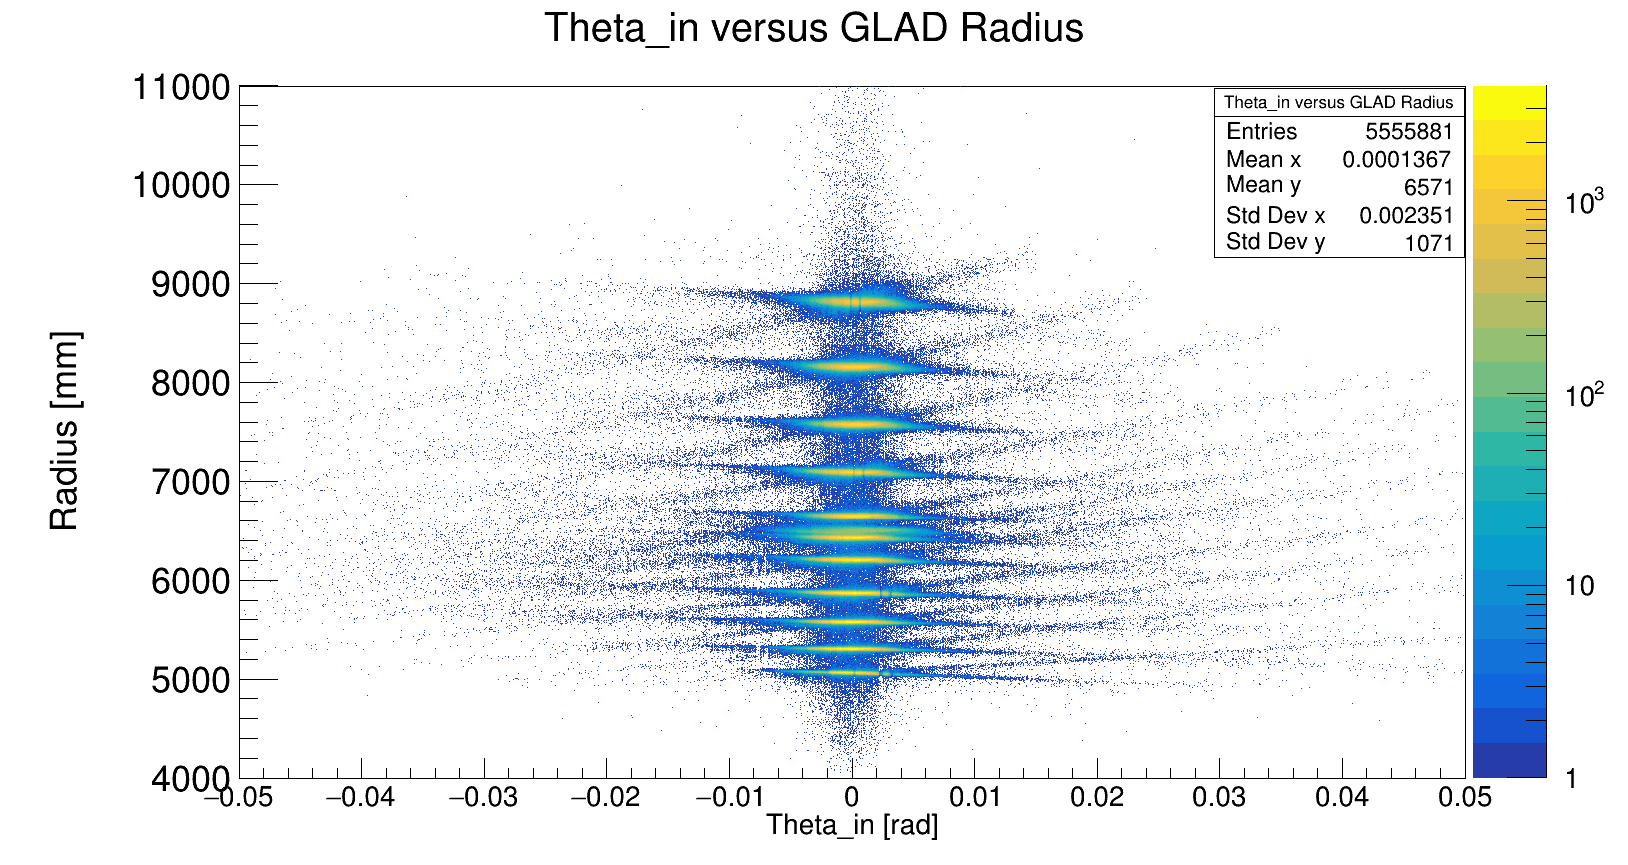 Theta_in versus GLAD Radius
11000
10000
9000
8000
7000
6000
5000
4000
Radius [mm]
−0.05 −0.04 −0.03 −0.02 −0.01 0 0.01 0.02 0.03 0.04 0.05
Theta_in [rad]
Theta_in versus GLAD Radius
Entries 5555881
Mean x 0.0001367
Mean y 6571
Std Dev x 0.002351
Std Dev y 1071
10³
10²
10
1